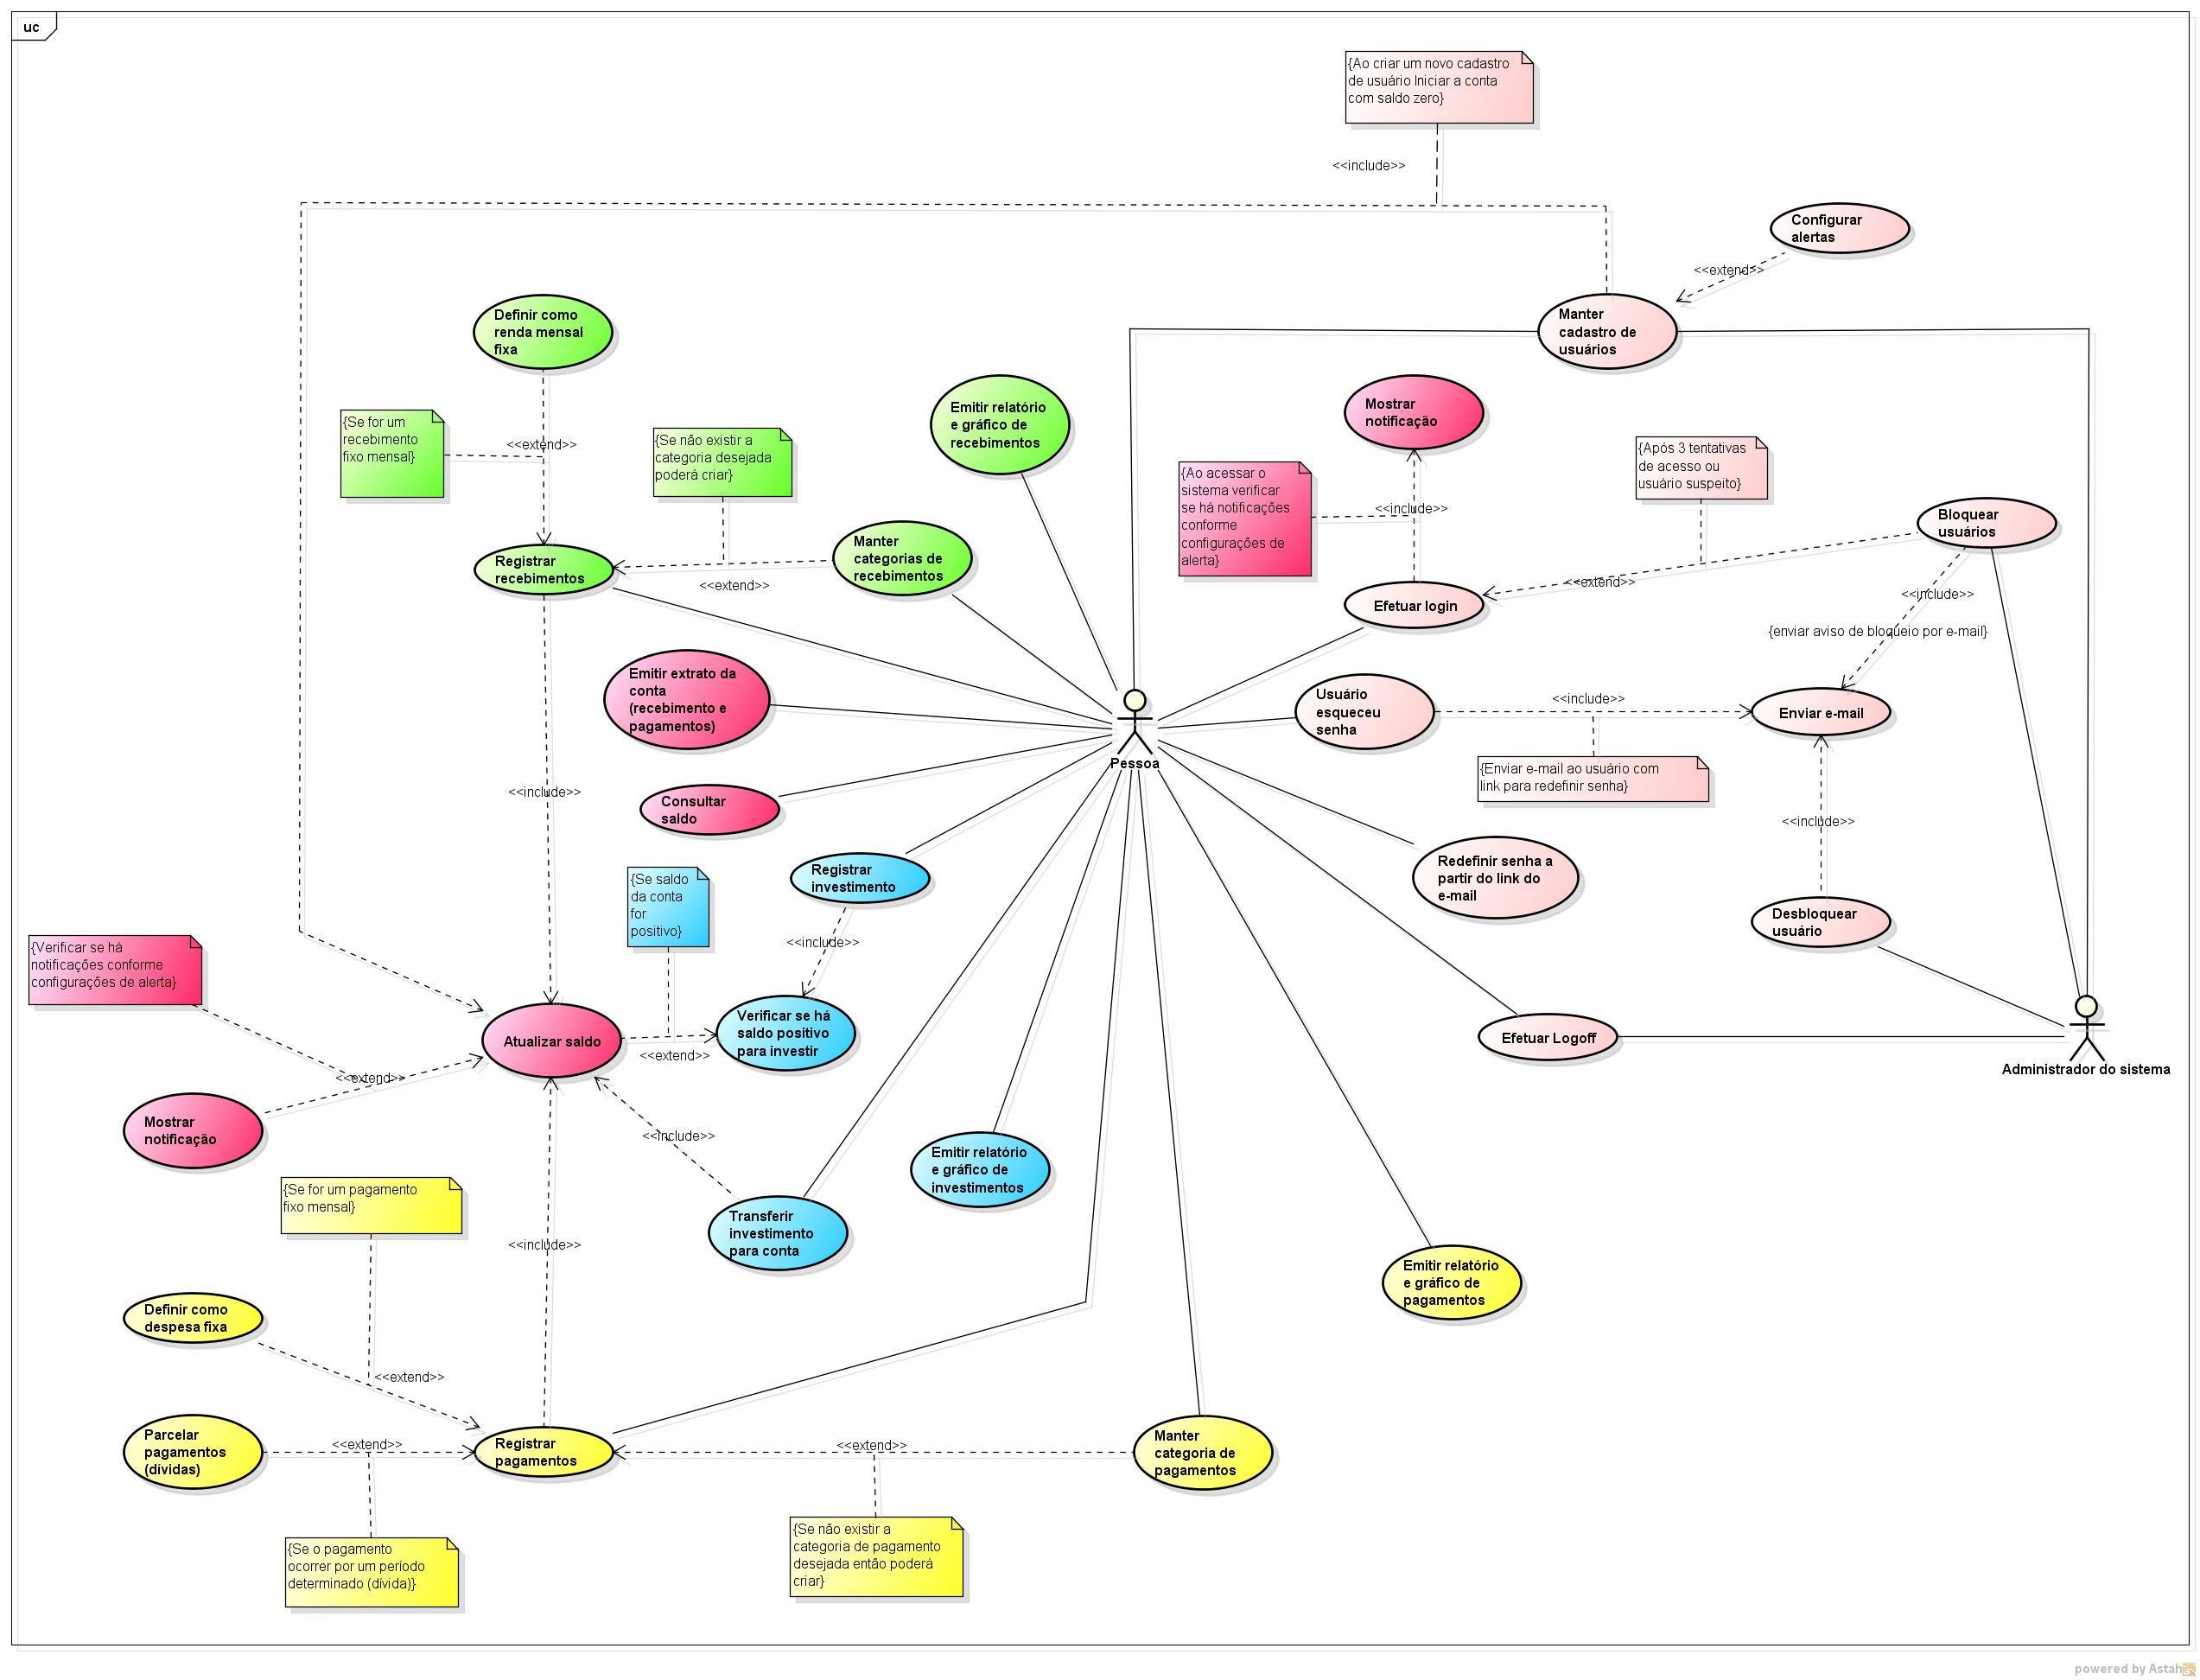 uc
{Ao criar um novo cadastro
de usuário Iniciar a conta
com saldo zero}
<<include>>
Configurar
alertas
<<extend>>
Manter
cadastro de
usuários
Definir como
renda mensal
fixa
Emitir relatório
e gráfico de
recebimentos
Mostrar
notificação
{Se for um
recebimento
fixo mensal}
<<extend>>
{Se não existir a
categoria desejada
poderá criar}
{Ao acessar o
sistema verificar
se há notificações
conforme
configurações de
alerta}
<<include>>
{Após 3 tentativas
de acesso ou
usuário suspeito}
Bloquear
usuários
Registrar
recebimentos
<<extend>>
Manter
categorias de
recebimentos
Efetuar login
<<extend>>
<<include>>
{enviar aviso de bloqueio por e-mail}
Emitir extrato da
conta
(recebimento e
pagamentos)
Usuário
esqueceu
senha
<<include>>
Enviar e-mail
Pessoa
{Enviar e-mail ao usuário com
link para redefinir senha}
<<include>>
Consultar
saldo
<<include>>
Registrar
investimento
Redefinir senha a
partir do link do
e-mail
{Se saldo
da conta
for
positivo}
<<include>>
Desbloquear
usuário
{Verificar se há
notificações conforme
configurações de alerta}
Atualizar saldo
<<extend>>
Verificar se há
saldo positivo
para investir
Efetuar Logoff
Administrador do sistema
<<extend>>
Mostrar
notificação
<<include>>
Emitir relatório
e gráfico de
investimentos
{Se for um pagamento
fixo mensal}
<<include>>
Transferir
investimento
para conta
Emitir relatório
e gráfico de
pagamentos
Definir como
despesa fixa
<<extend>>
Parcelar
pagamentos
(dívidas)
<<extend>>
Registrar
pagamentos
<<extend>>
Manter
categoria de
pagamentos
{Se o pagamento
ocorrer por um período
determinado (dívida)}
{Se não existir a
categoria de pagamento
desejada então poderá
criar}
powered by Astah